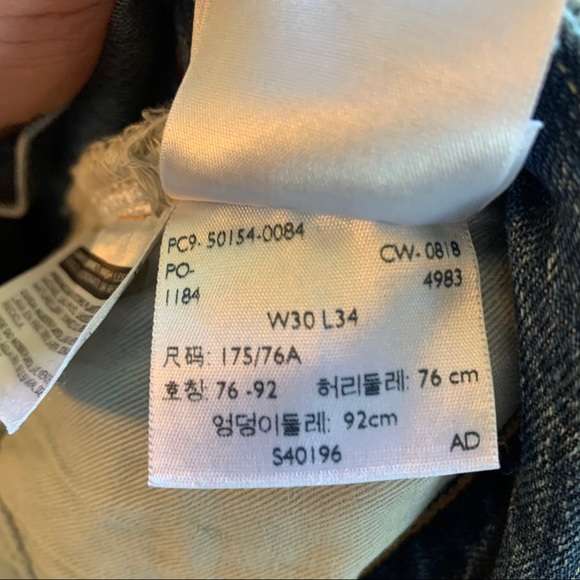 PC9- 50154-0084
PO-
1184
CW- 0818
4983
W30 L34
尺码: 175/76A
호칭: 76 -92 허리둘레: 76 cm
엉덩이둘레: 92cm
S40196
AD